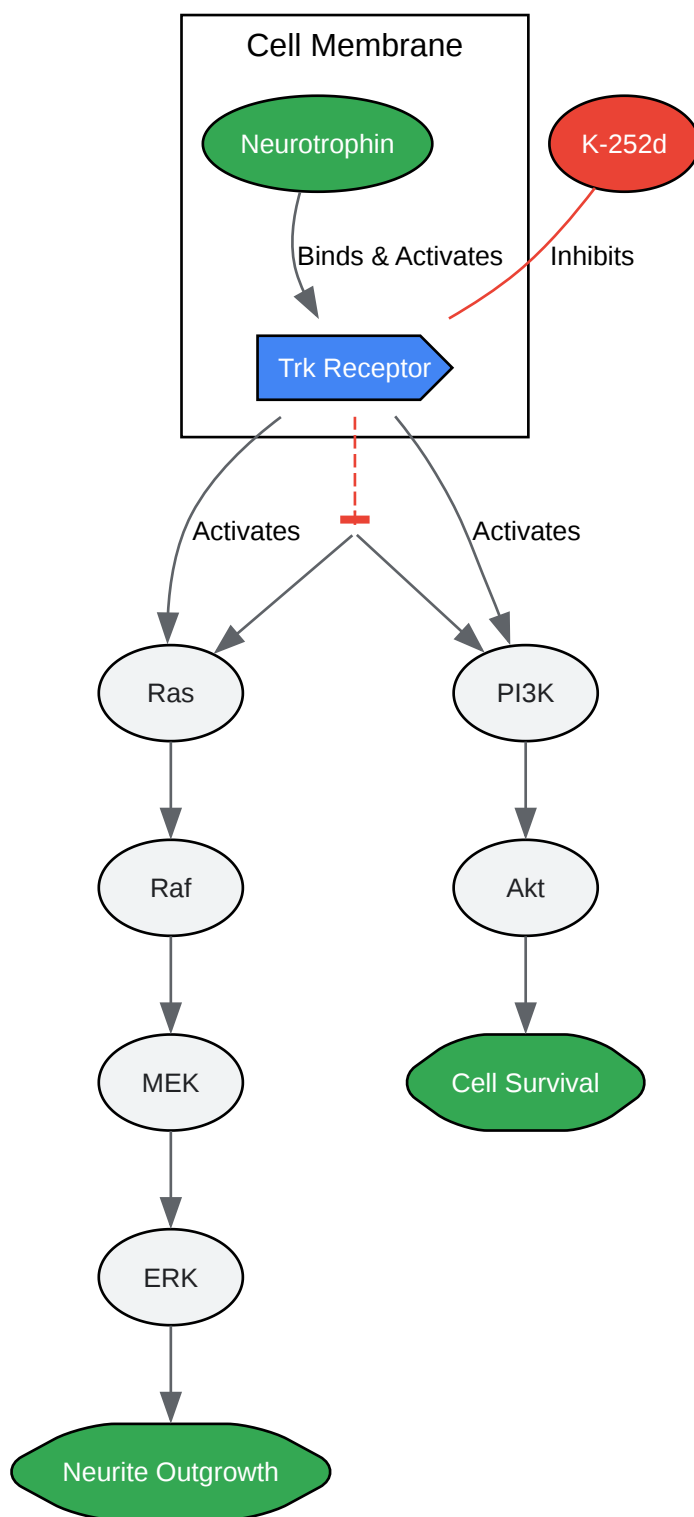 Cell Membrane
Neurotrophin
K-252d
Binds & Activates
Inhibits
Trk Receptor
Activates
Activates
Ras
PI3K
Raf
Akt
MEK
Cell Survival
ERK
Neurite Outgrowth